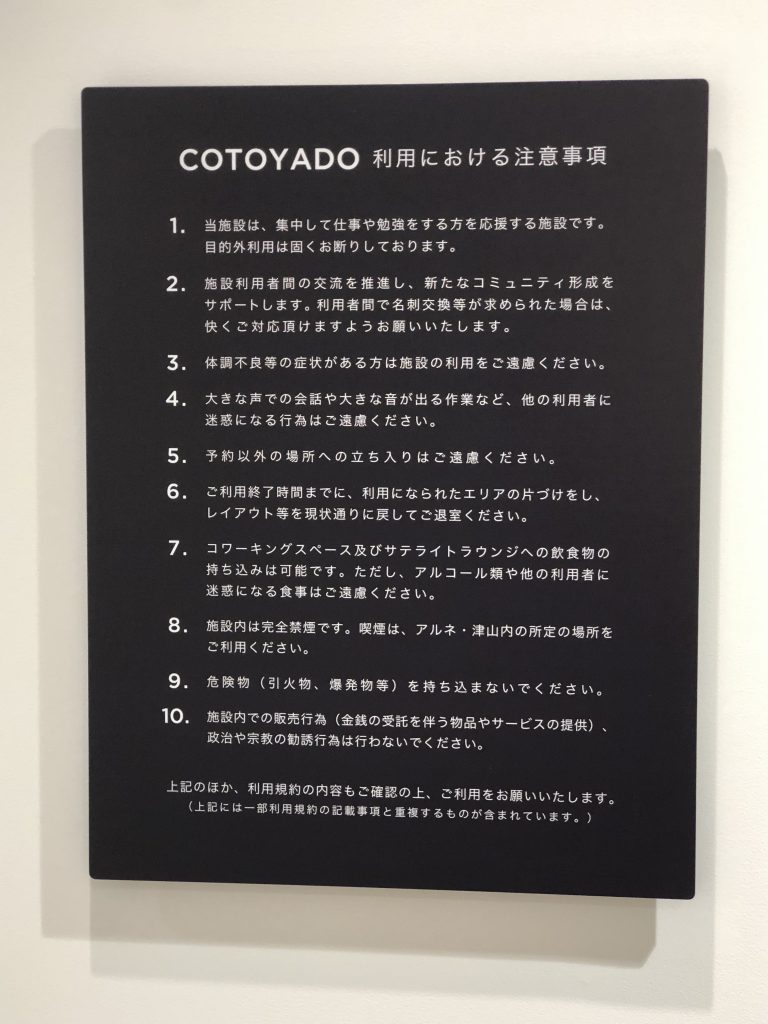 COTOYADO 利用における注意事項
1. 当施設は、集中して仕事や勉強をする方を応援する施設です。
目的外利用は固くお断りしております。
2. 施設利用者間の交流を推進し、新たなコミュニティ形成を
サポートします。利用者間で名刺交換等が求められた場合は、
快くご対応頂けますようお願いいたします。
3. 体調不良等の症状がある方は施設の利用をご遠慮ください。
4. 大きな声での会話や大きな音が出る作業など、他の利用者に
迷惑になる行為はご遠慮ください。
5. 予約以外の場所への立ち入りはご遠慮ください。
6. ご利用終了時間までに、利用になられたエリアの片づけをし、
レイアウト等を現状通りに戻してご退室ください。
7. コワーキングスペース及びサテライトラウンジへの飲食物の
持ち込みは可能です。ただし、アルコール類や他の利用者に
迷惑になる食事はご遠慮ください。
8. 施設内は完全禁煙です。喫煙は、アルネ・津山内の所定の場所を
ご利用ください。
9. 危険物（引火物、爆発物等）を持ち込まないでください。
10. 施設内での販売行為（金銭の受託を伴う物品やサービスの提供）、
政治や宗教の勧誘行為は行わないでください。
上記のほか、利用規約の内容もご確認の上、ご利用をお願いいたします。
（上記には一部利用規約の記載事項と重複するものが含まれています。）